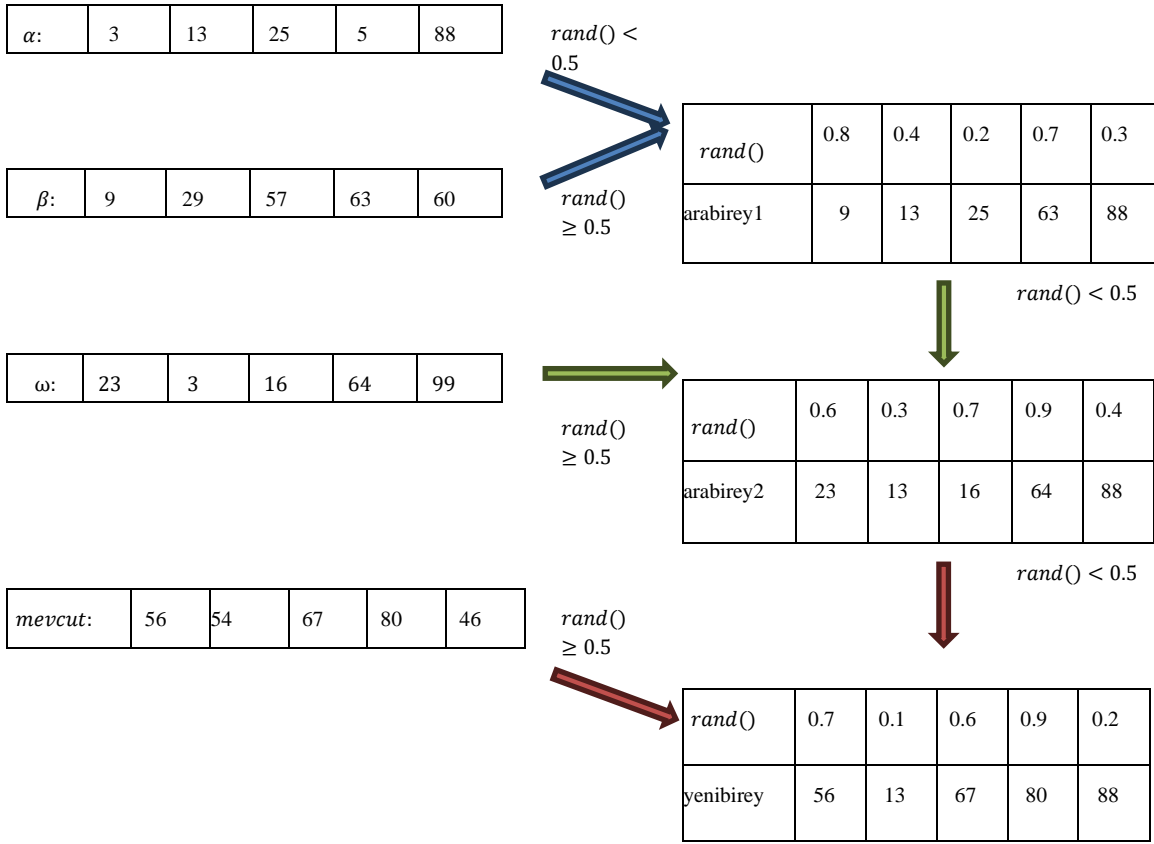 α: 3 13 25 5 88
rand() <
0.5
rand() 0.8 0.4 0.2 0.7 0.3
arabirey1 9 13 25 63 88
β: 9 29 57 63 60
rand()
≥ 0.5
rand() < 0.5
ω: 23 3 16 64 99
rand()
≥ 0.5
rand() 0.6 0.3 0.7 0.9 0.4
arabirey2 23 13 16 64 88
rand() < 0.5
mevcut: 56 54 67 80 46
rand()
≥ 0.5
rand() 0.7 0.1 0.6 0.9 0.2
yenibirey 56 13 67 80 88